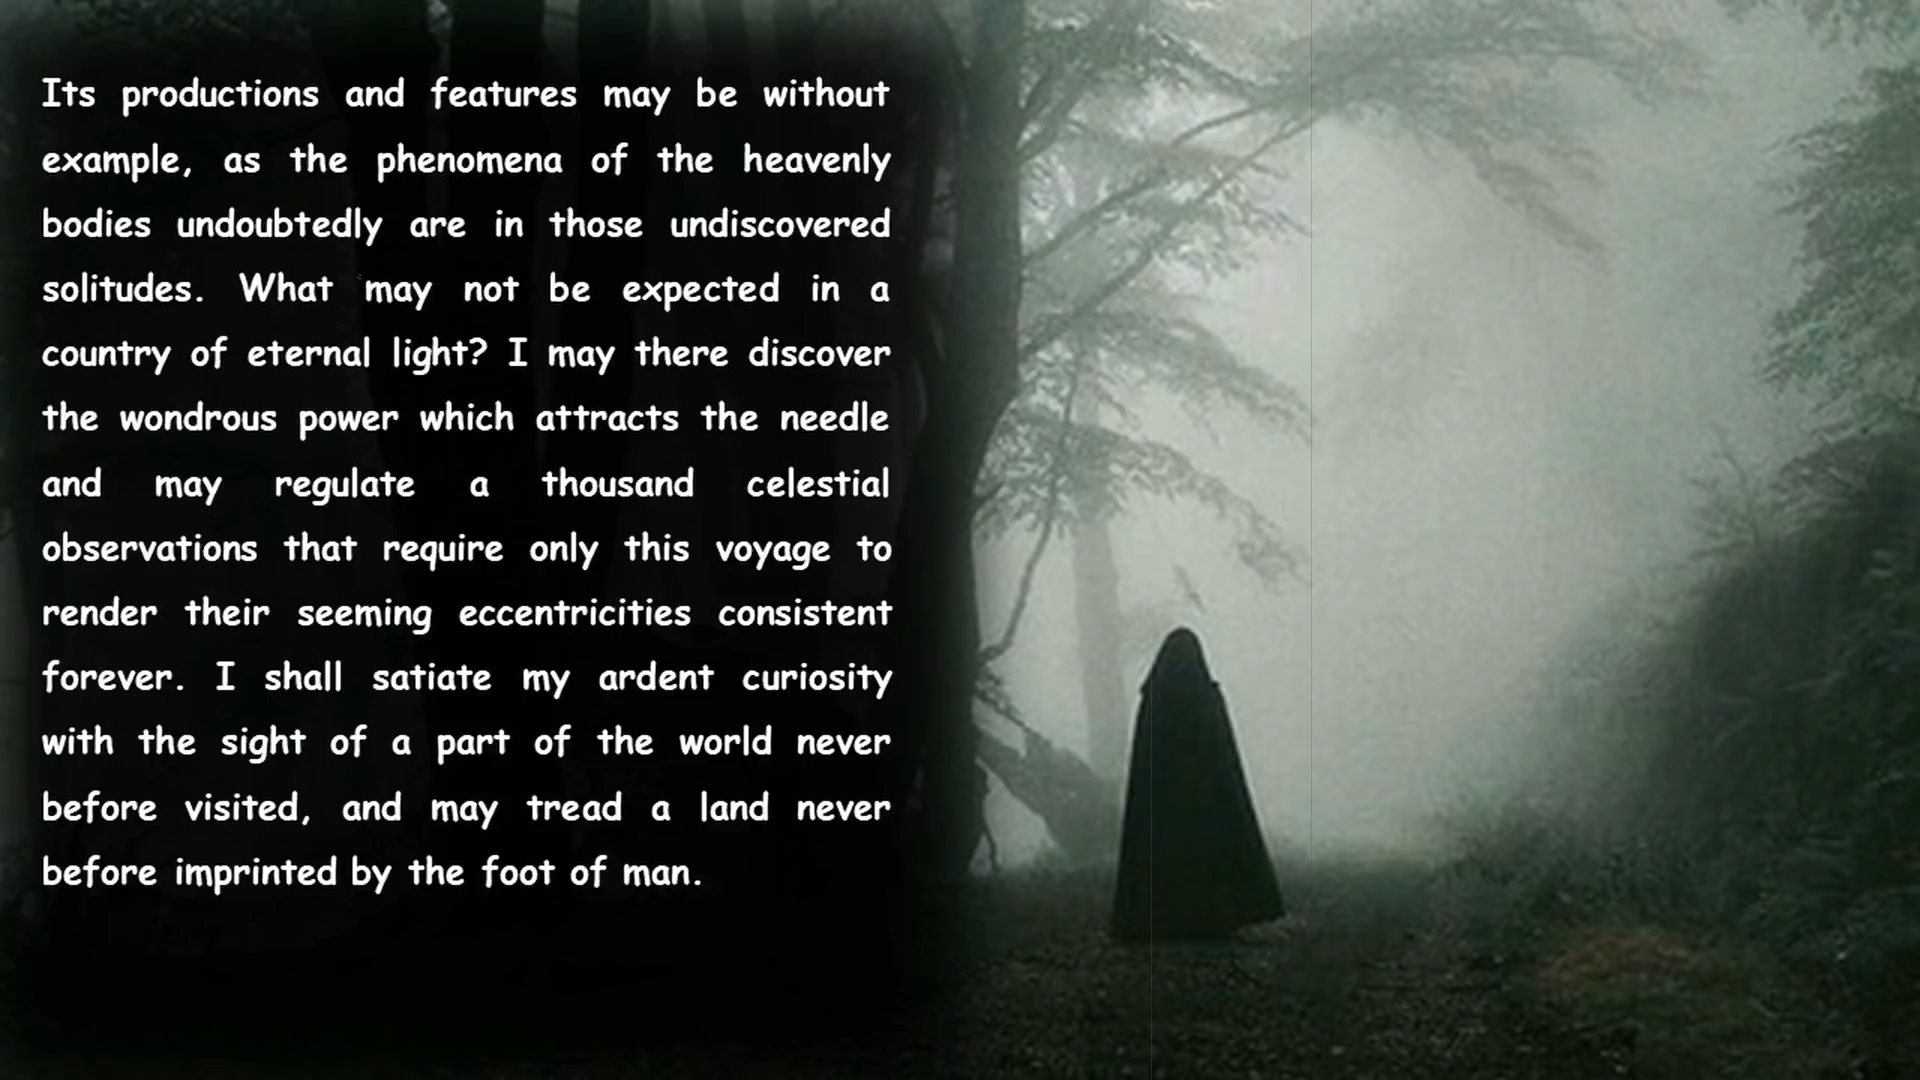 Its productions and features may be without
example, as the phenomena of the heavenly
bodies undoubtedly are in those undiscovered
solitudes. What may not be expected in a
country of eternal light? I may there discover
the wondrous power which attracts the needle
and may regulate a thousand celestial
observations that require only this voyage to
render their seeming eccentricities consistent
forever. I shall satiate my ardent curiosity
with the sight of a part of the world never
before visited, and may tread a land never
before imprinted by the foot of man.